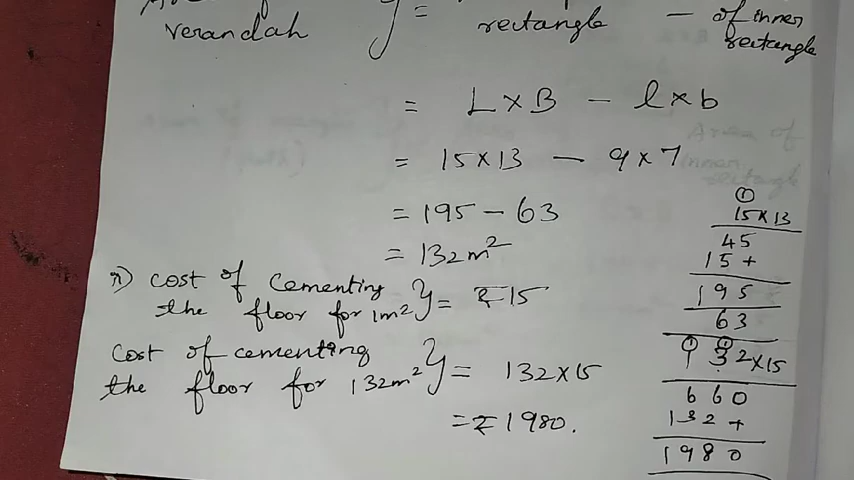 verandah } = rectangle — of inner
rectangle
= L × B — l × b
= 15 × 13 — 9 × 7
= 195 — 63
= 132 m²
ii) cost of cementing
the floor for 1m² } = ₹ 15
cost of cementing
the floor for 132m² } = 132 × 15
= ₹ 1980.
1
15 × 13
45
15 +
195
63
132 × 15
660
132 +
1980